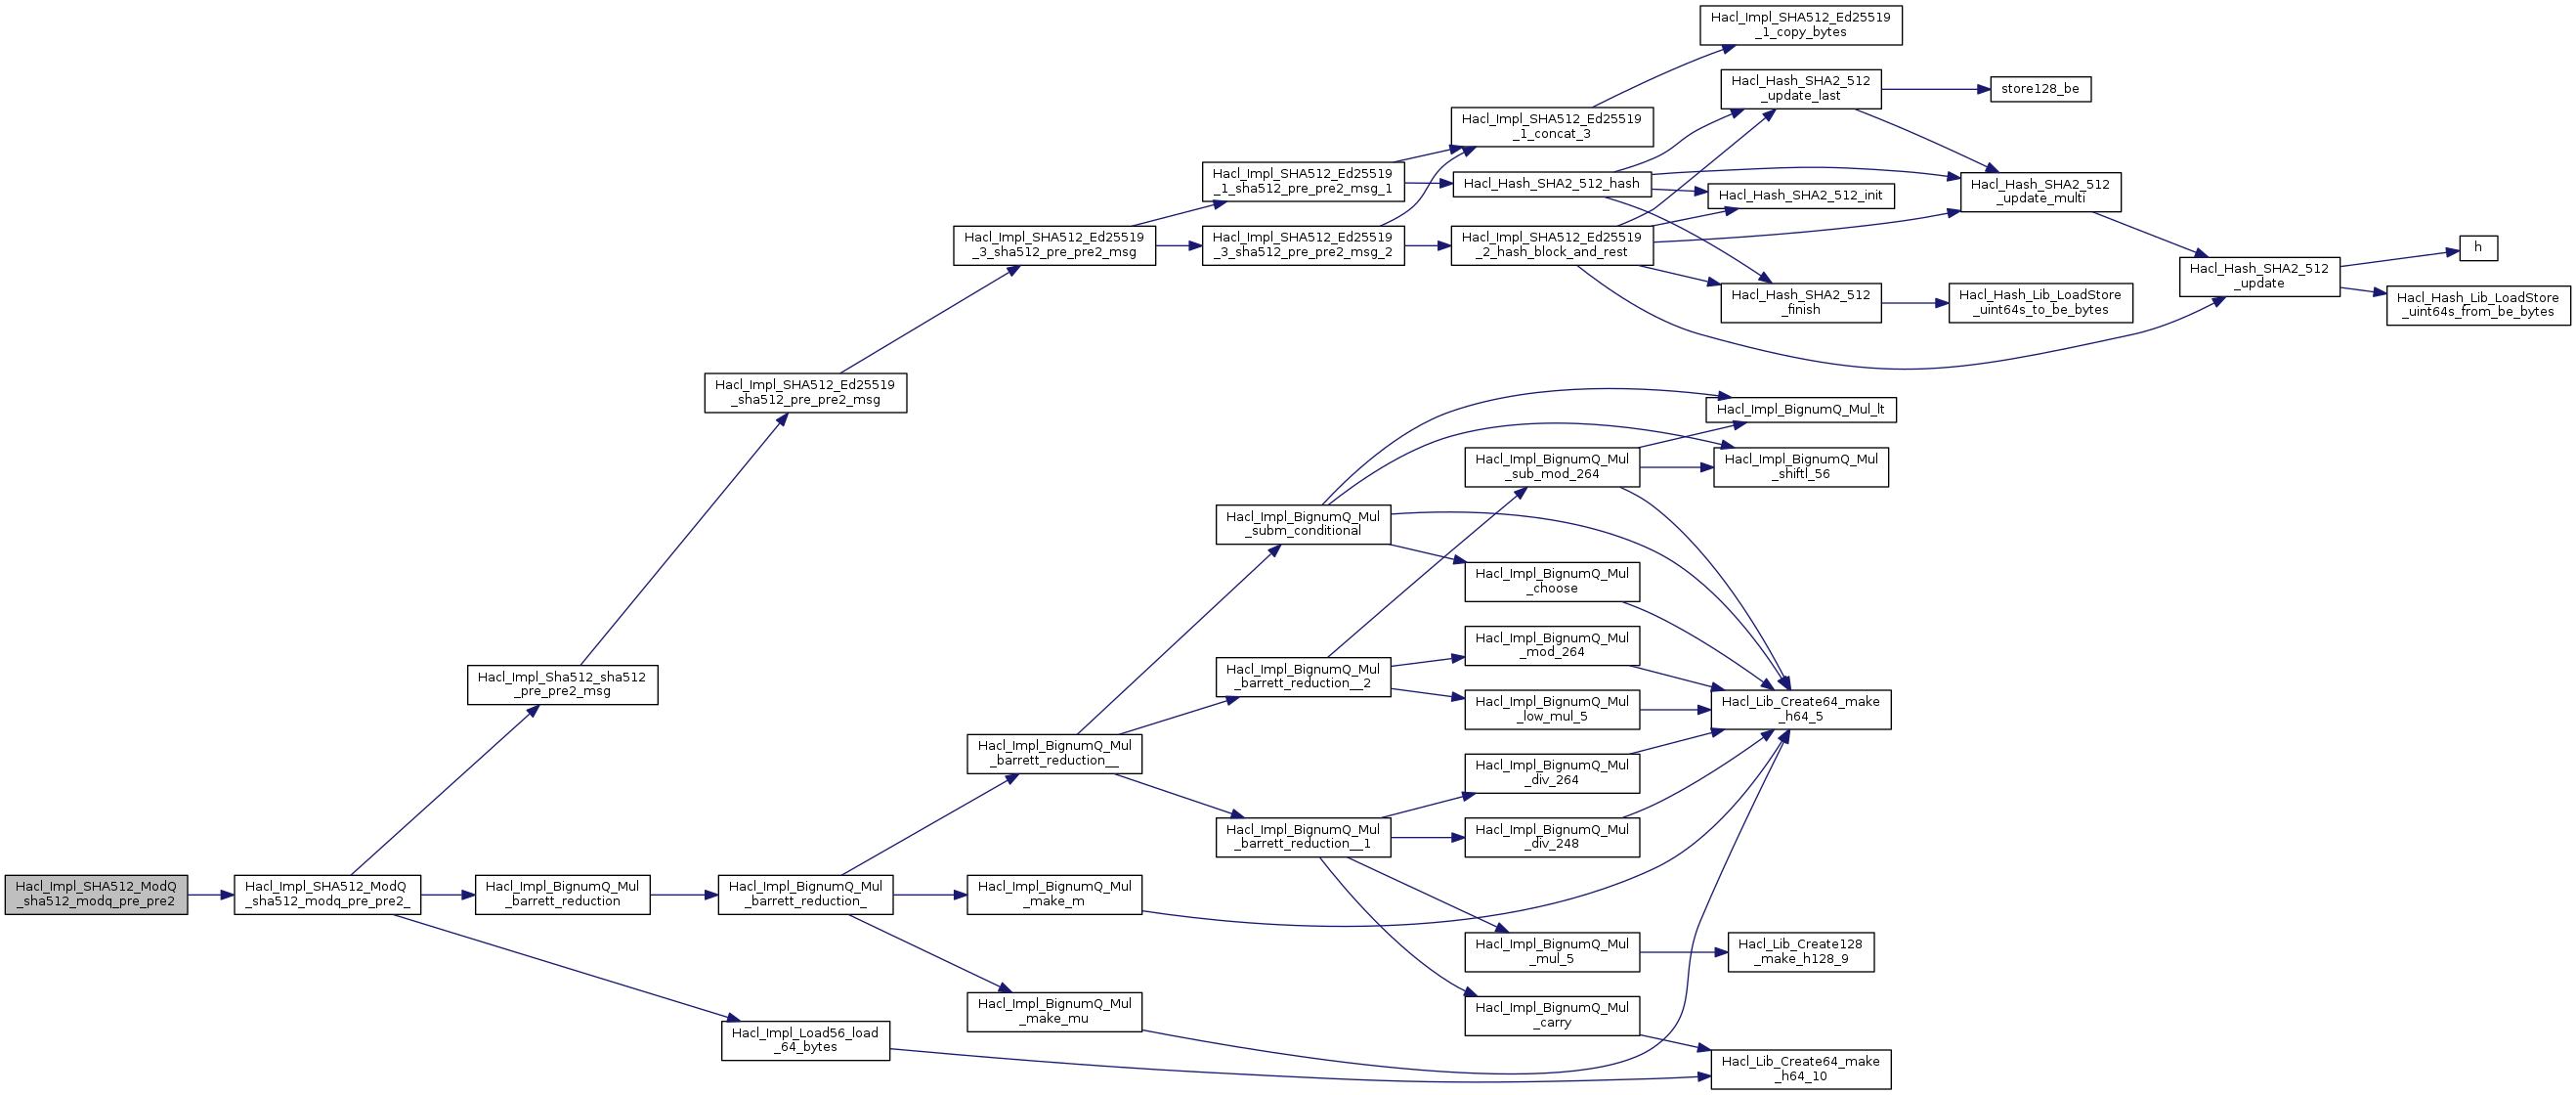 Hacl_Impl_SHA512_ModQ
_sha512_modq_pre_pre2
Hacl_Impl_SHA512_ModQ
_sha512_modq_pre_pre2_
Hacl_Impl_Sha512_sha512
_pre_pre2_msg
Hacl_Impl_BignumQ_Mul
_barrett_reduction
Hacl_Impl_Load56_load
_64_bytes
Hacl_Impl_SHA512_Ed25519
_sha512_pre_pre2_msg
Hacl_Impl_BignumQ_Mul
_barrett_reduction_
Hacl_Impl_SHA512_Ed25519
_3_sha512_pre_pre2_msg
Hacl_Impl_BignumQ_Mul
_barrett_reduction__
Hacl_Impl_BignumQ_Mul
_make_m
Hacl_Impl_BignumQ_Mul
_make_mu
Hacl_Impl_SHA512_Ed25519
_1_sha512_pre_pre2_msg_1
Hacl_Impl_SHA512_Ed25519
_3_sha512_pre_pre2_msg_2
Hacl_Impl_BignumQ_Mul
_subm_conditional
Hacl_Impl_BignumQ_Mul
_barrett_reduction__2
Hacl_Impl_BignumQ_Mul
_barrett_reduction__1
Hacl_Impl_SHA512_Ed25519
_1_concat_3
Hacl_Hash_SHA2_512_hash
Hacl_Impl_SHA512_Ed25519
_2_hash_block_and_rest
Hacl_Impl_BignumQ_Mul
_sub_mod_264
Hacl_Impl_BignumQ_Mul
_choose
Hacl_Impl_BignumQ_Mul
_mod_264
Hacl_Impl_BignumQ_Mul
_low_mul_5
Hacl_Impl_BignumQ_Mul
_div_264
Hacl_Impl_BignumQ_Mul
_div_248
Hacl_Impl_BignumQ_Mul
_mul_5
Hacl_Impl_BignumQ_Mul
_carry
Hacl_Impl_SHA512_Ed25519
_1_copy_bytes
Hacl_Hash_SHA2_512
_update_last
Hacl_Hash_SHA2_512_init
Hacl_Hash_SHA2_512
_finish
Hacl_Impl_BignumQ_Mul_lt
Hacl_Impl_BignumQ_Mul
_shiftl_56
Hacl_Lib_Create64_make
_h64_5
Hacl_Lib_Create128
_make_h128_9
Hacl_Lib_Create64_make
_h64_10
store128_be
Hacl_Hash_SHA2_512
_update_multi
Hacl_Hash_Lib_LoadStore
_uint64s_to_be_bytes
Hacl_Hash_SHA2_512
_update
h
Hacl_Hash_Lib_LoadStore
_uint64s_from_be_bytes